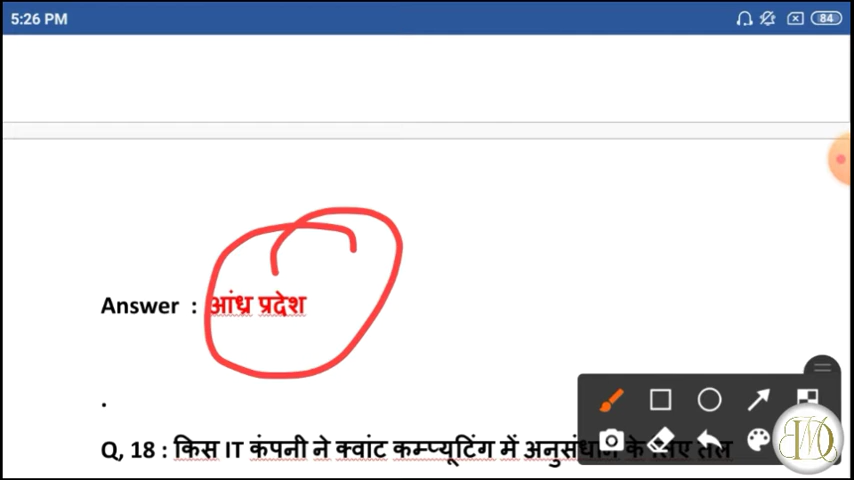 5:26 PM 84
Answer : आंध्र प्रदेश
.
Q, 18 : किस IT कंपनी ने क्वांट कम्प्यूटिंग में अनुसंधान के लिए तेल